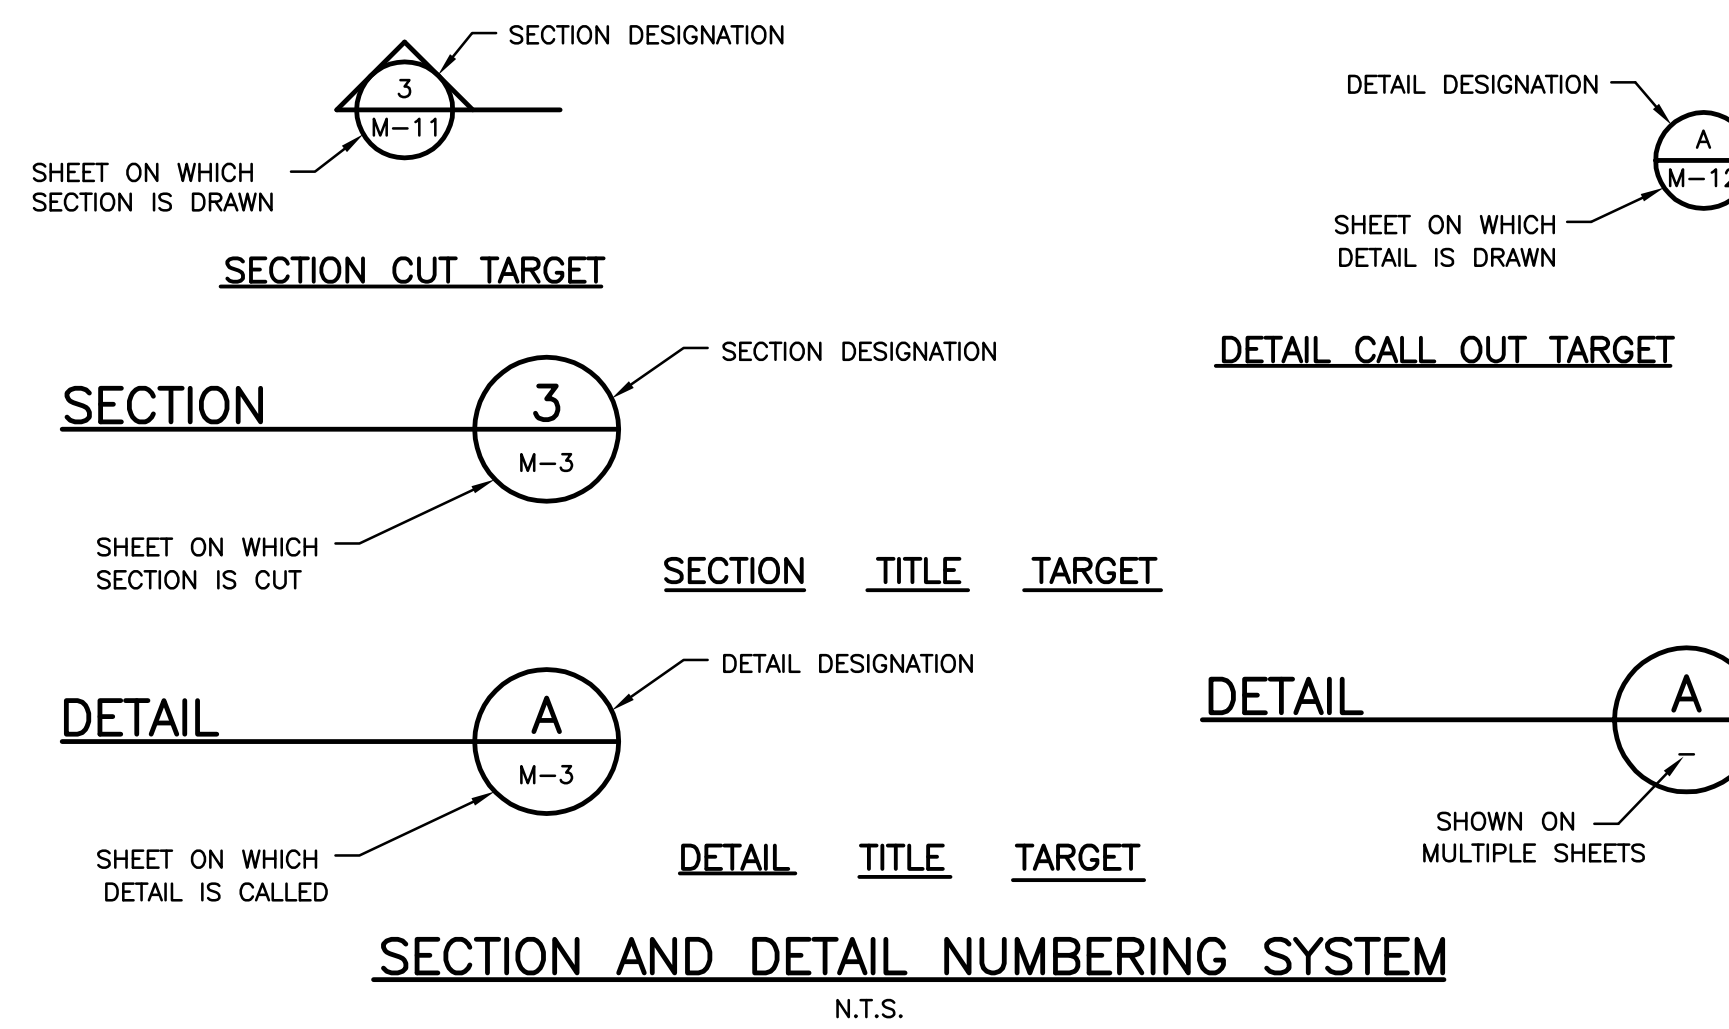 SECTION DESIGNATION
3
M-11
SHEET ON WHICH
SECTION IS DRAWN
SECTION CUT TARGET
DETAIL DESIGNATION
A
M-12
SHEET ON WHICH
DETAIL IS DRAWN
DETAIL CALL OUT TARGET
SECTION DESIGNATION
SECTION
3
M-3
SHEET ON WHICH
SECTION IS CUT
SECTION TITLE TARGET
DETAIL DESIGNATION
DETAIL
A
M-3
SHEET ON WHICH
DETAIL IS CALLED
DETAIL TITLE TARGET
DETAIL
A
–
SHOWN ON
MULTIPLE SHEETS
SECTION AND DETAIL NUMBERING SYSTEM
N.T.S.